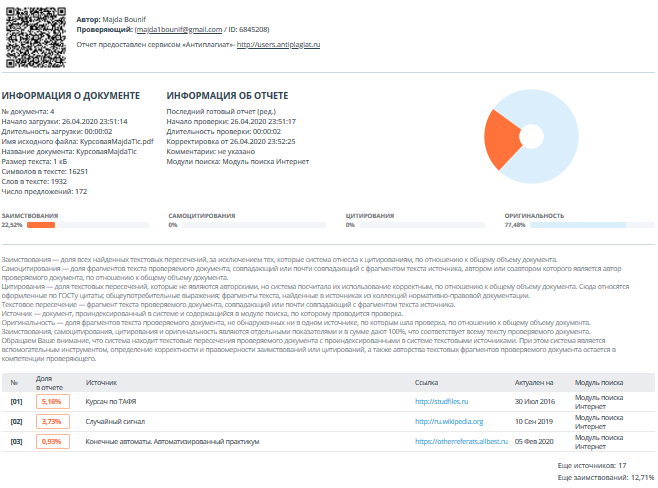 Автор: Majda Bounif
Проверяющий: (majda1bounif@gmail.com / ID: 6845208)
Отчет предоставлен сервисом «Антиплагиат»- http://users.antiplagiat.ru
ИНФОРМАЦИЯ О ДОКУМЕНТЕ
№ документа: 4
Начало загрузки: 26.04.2020 23:51:14
Длительность загрузки: 00:00:02
Имя исходного файла: КурсоваяMajdaTic.pdf
Название документа: КурсоваяMajdaTic
Размер текста: 1 кБ
Символов в тексте: 16251
Слов в тексте: 1932
Число предложений: 172
ИНФОРМАЦИЯ ОБ ОТЧЕТЕ
Последний готовый отчет (ред.)
Начало проверки: 26.04.2020 23:51:17
Длительность проверки: 00:00:02
Корректировка от 26.04.2020 23:52:25
Комментарии: не указано
Модули поиска: Модуль поиска Интернет
ЗАИМСТВОВАНИЯ
22,52%
САМОЦИТИРОВАНИЯ
0%
ЦИТИРОВАНИЯ
0%
ОРИГИНАЛЬНОСТЬ
77,48%
Заимствования — доля всех найденных текстовых пересечений, за исключением тех, которые система отнесла к цитированиям, по отношению к общему объему документа.
Самоцитирования — доля фрагментов текста проверяемого документа, совпадающий или почти совпадающий с фрагментом текста источника, автором или соавтором которого является автор
проверяемого документа, по отношению к общему объему документа.
Цитирования — доля текстовых пересечений, которые не являются авторскими, но система посчитала их использование корректным, по отношению к общему объему документа. Сюда относятся
оформленные по ГОСТу цитаты; общеупотребительные выражения; фрагменты текста, найденные в источниках из коллекций нормативно-правовой документации.
Текстовое пересечение — фрагмент текста проверяемого документа, совпадающий или почти совпадающий с фрагментом текста источника.
Источник — документ, проиндексированный в системе и содержащийся в модуле поиска, по которому проводится проверка.
Оригинальность — доля фрагментов текста проверяемого документа, не обнаруженных ни в одном источнике, по которым шла проверка, по отношению к общему объему документа.
Заимствования, самоцитирования, цитирования и оригинальность являются отдельными показателями и в сумме дают 100%, что соответствует всему тексту проверяемого документа.
Обращаем Ваше внимание, что система находит текстовые пересечения проверяемого документа с проиндексированными в системе текстовыми источниками. При этом система является
вспомогательным инструментом, определение корректности и правомерности заимствований или цитирований, а также авторства текстовых фрагментов проверяемого документа остается в
компетенции проверяющего.
№ Доля в отчете Источник Ссылка Актуален на Модуль поиска
[01] 5,16% Курсач по ТАФЯ http://studfiles.ru 30 Июл 2016 Модуль поиска Интернет
[02] 3,73% Случайный сигнал http://ru.wikipedia.org 10 Сен 2019 Модуль поиска Интернет
[03] 0,93% Конечные автоматы. Автоматизированный практикум https://otherreferats.allbest.ru 05 Фев 2020 Модуль поиска Интернет
Еще источников: 17
Еще заимствований: 12,71%